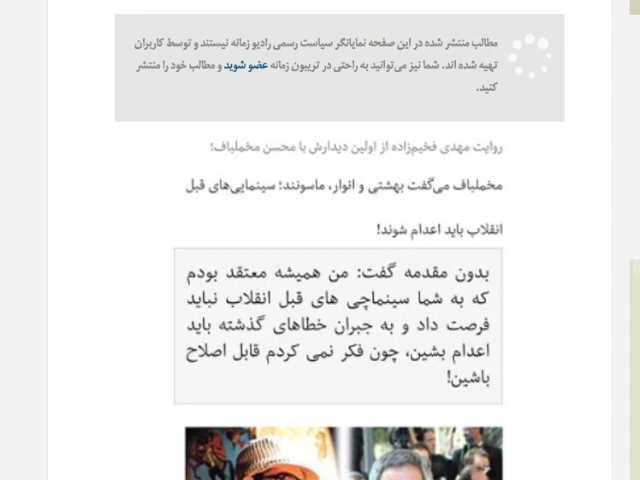 مطالب منتشر شده در این صفحه نمایانگر سیاست رسمی رادیو زمانه نیستند و توسط کاربران
تهیه شده اند. شما نیز می‌توانید به راحتی در تریبون زمانه عضو شوید و مطالب خود را منتشر
کنید.
روایت مهدی فخیم‌زاده از اولین دیدارش با محسن مخملباف؛
مخملباف می‌گفت بهشتی و انوار، ماسونند؛ سینمایی‌های قبل
انقلاب باید اعدام شوند!
بدون مقدمه گفت: من همیشه معتقد بودم
که به شما سینماچی های قبل انقلاب نباید
فرصت داد و به جبران خطاهای گذشته باید
اعدام بشین، چون فکر نمی کردم قابل اصلاح
باشین!